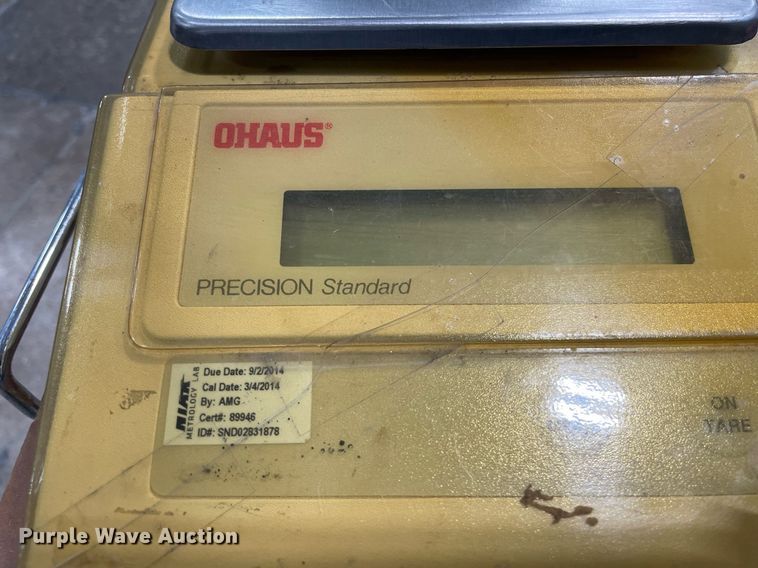 OHAUS®
PRECISION Standard
METROLOGY LAB
Due Date: 9/2/2014
Cal Date: 3/4/2014
By: AMG
Cert#: 89946
ID#: SND02831878
ON
TARE
Purple Wave Auction